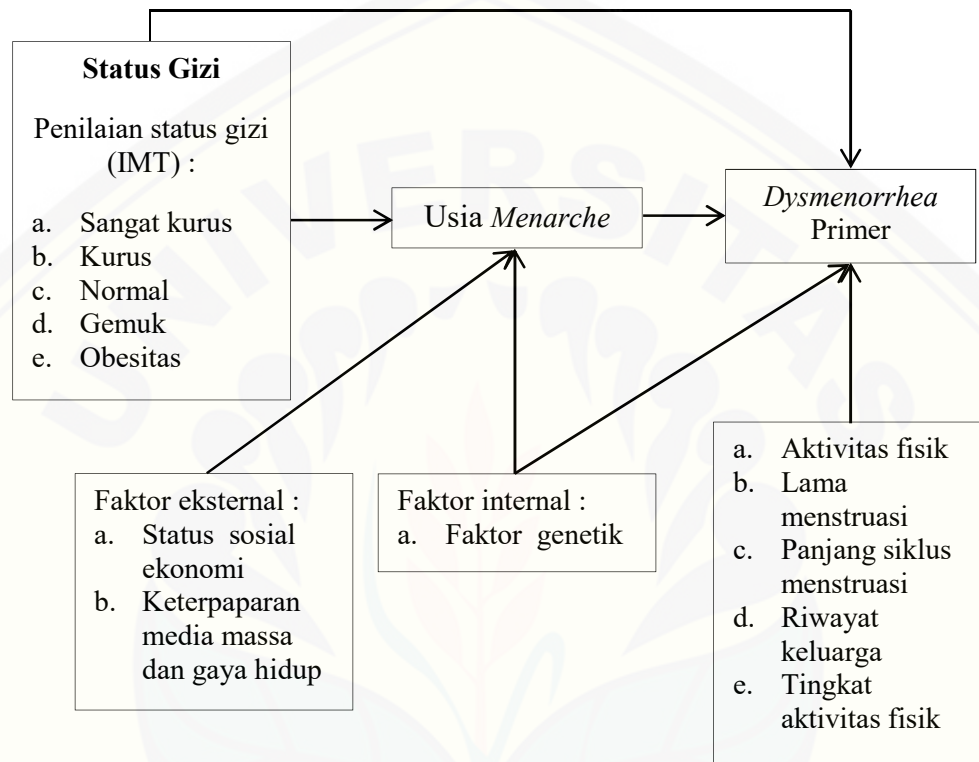 Status Gizi
Penilaian status gizi
(IMT) :
a. Sangat kurus
b. Kurus
c. Normal
d. Gemuk
e. Obesitas
Usia Menarche
Dysmenorrhea
Primer
Faktor eksternal :
a. Status sosial
ekonomi
b. Keterpaparan
media massa
dan gaya hidup
Faktor internal :
a. Faktor genetik
a. Aktivitas fisik
b. Lama
menstruasi
c. Panjang siklus
menstruasi
d. Riwayat
keluarga
e. Tingkat
aktivitas fisik
UNIVERSITAS